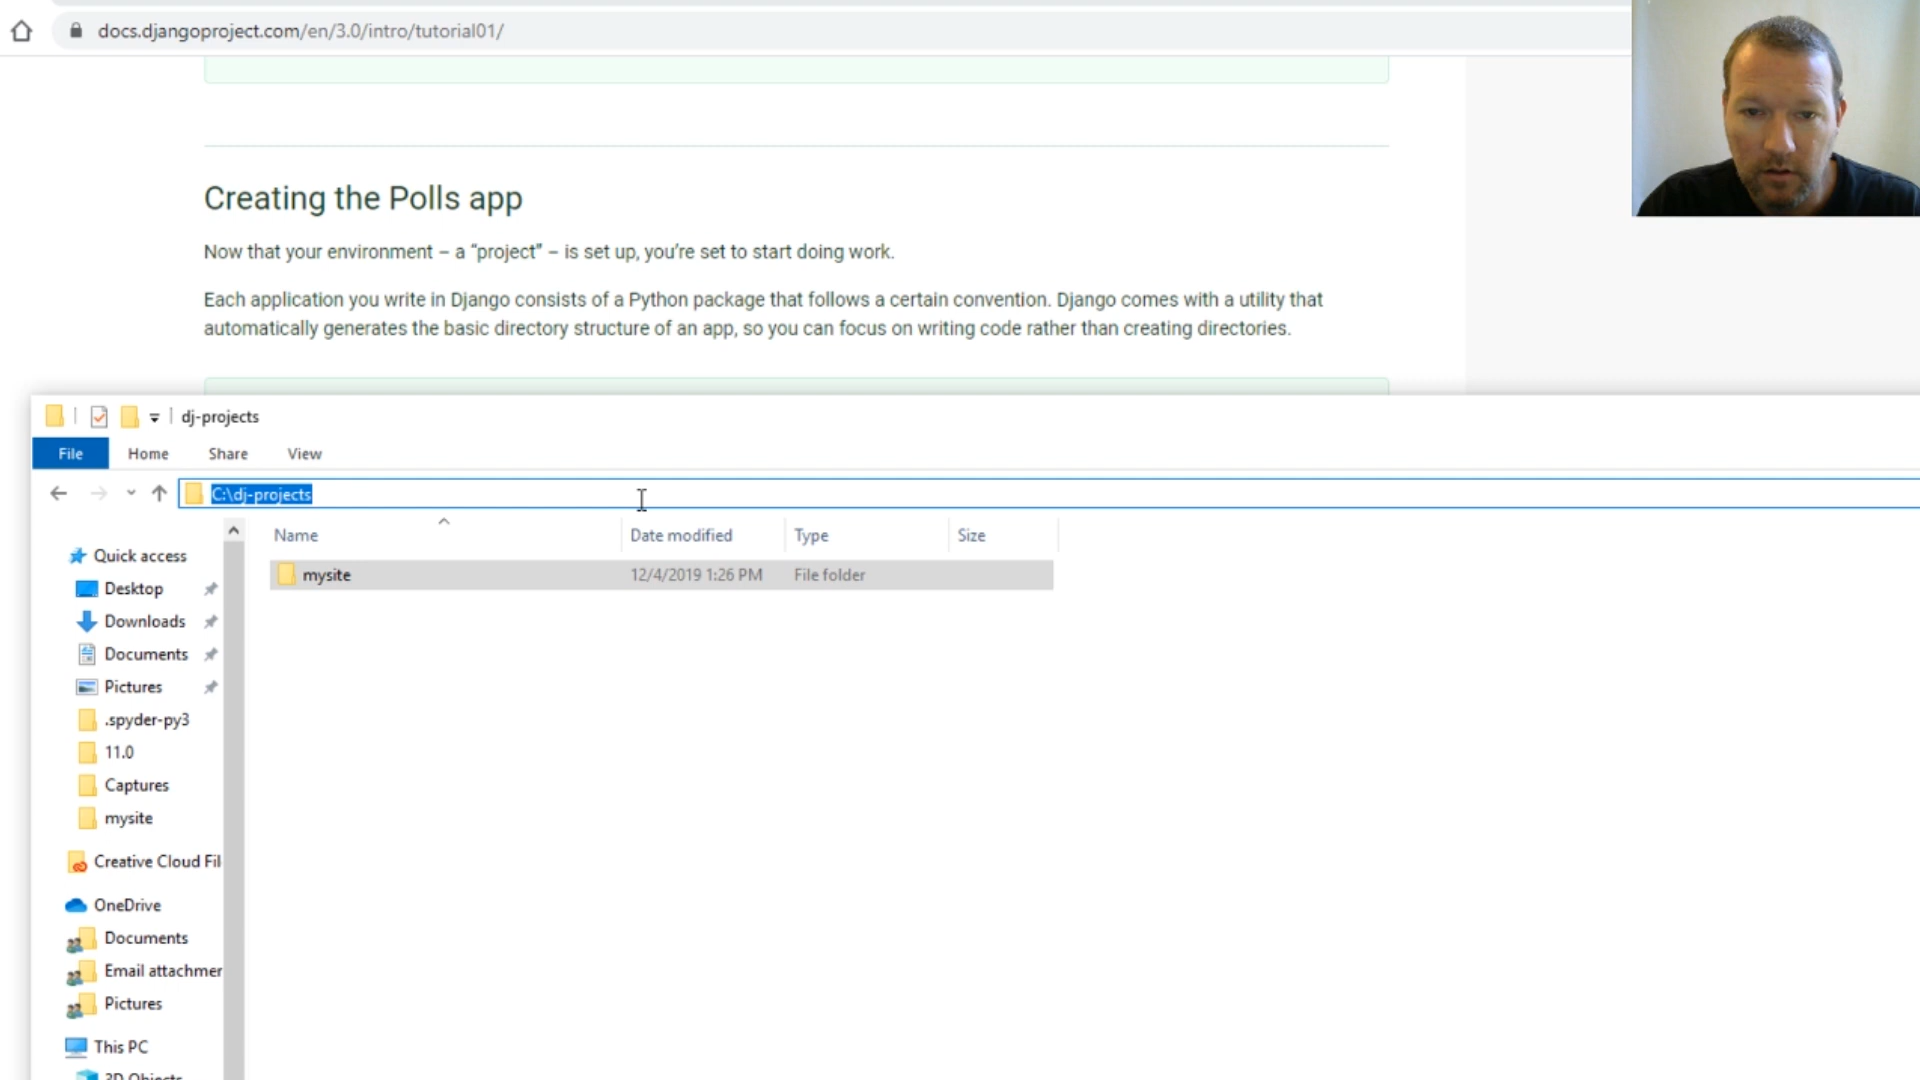 docs.djangoproject.com/en/3.0/intro/tutorial01/
Creating the Polls app
Now that your environment – a “project” – is set up, you’re set to start doing work.
Each application you write in Django consists of a Python package that follows a certain convention. Django comes with a utility that
automatically generates the basic directory structure of an app, so you can focus on writing code rather than creating directories.
dj-projects
File Home Share View
C:\dj-projects
Name Date modified Type Size
mysite 12/4/2019 1:26 PM File folder
Quick access
Desktop
Downloads
Documents
Pictures
.spyder-py3
11.0
Captures
mysite
Creative Cloud Fil
OneDrive
Documents
Email attachmer
Pictures
This PC
3D Objects